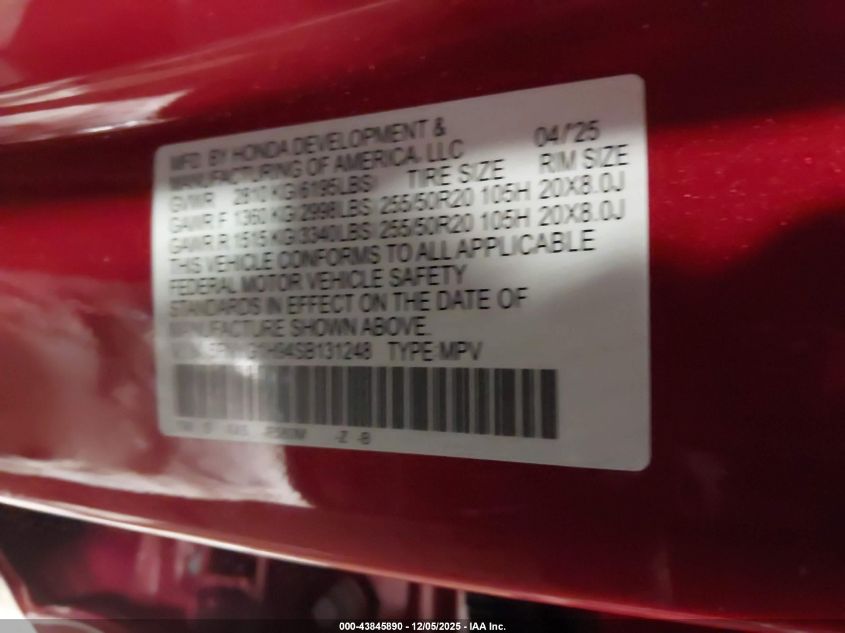 MFD. BY HONDA DEVELOPMENT & 04/'25
MANUFACTURING OF AMERICA, LLC
GVWR 2810KG(6195LBS) TIRE SIZE RIM SIZE
GAWR F 1360KG(2998LBS) 255/50R20 105H 20X8.0J
GAWR R 1515KG(3340LBS) 255/50R20 105H 20X8.0J
THIS VEHICLE CONFORMS TO ALL APPLICABLE
FEDERAL MOTOR VEHICLE SAFETY
STANDARDS IN EFFECT ON THE DATE OF
MANUFACTURE SHOWN ABOVE.
TYPE:MPV
-Z -B
000-43845890 - 12/05/2025 - IAA Inc.